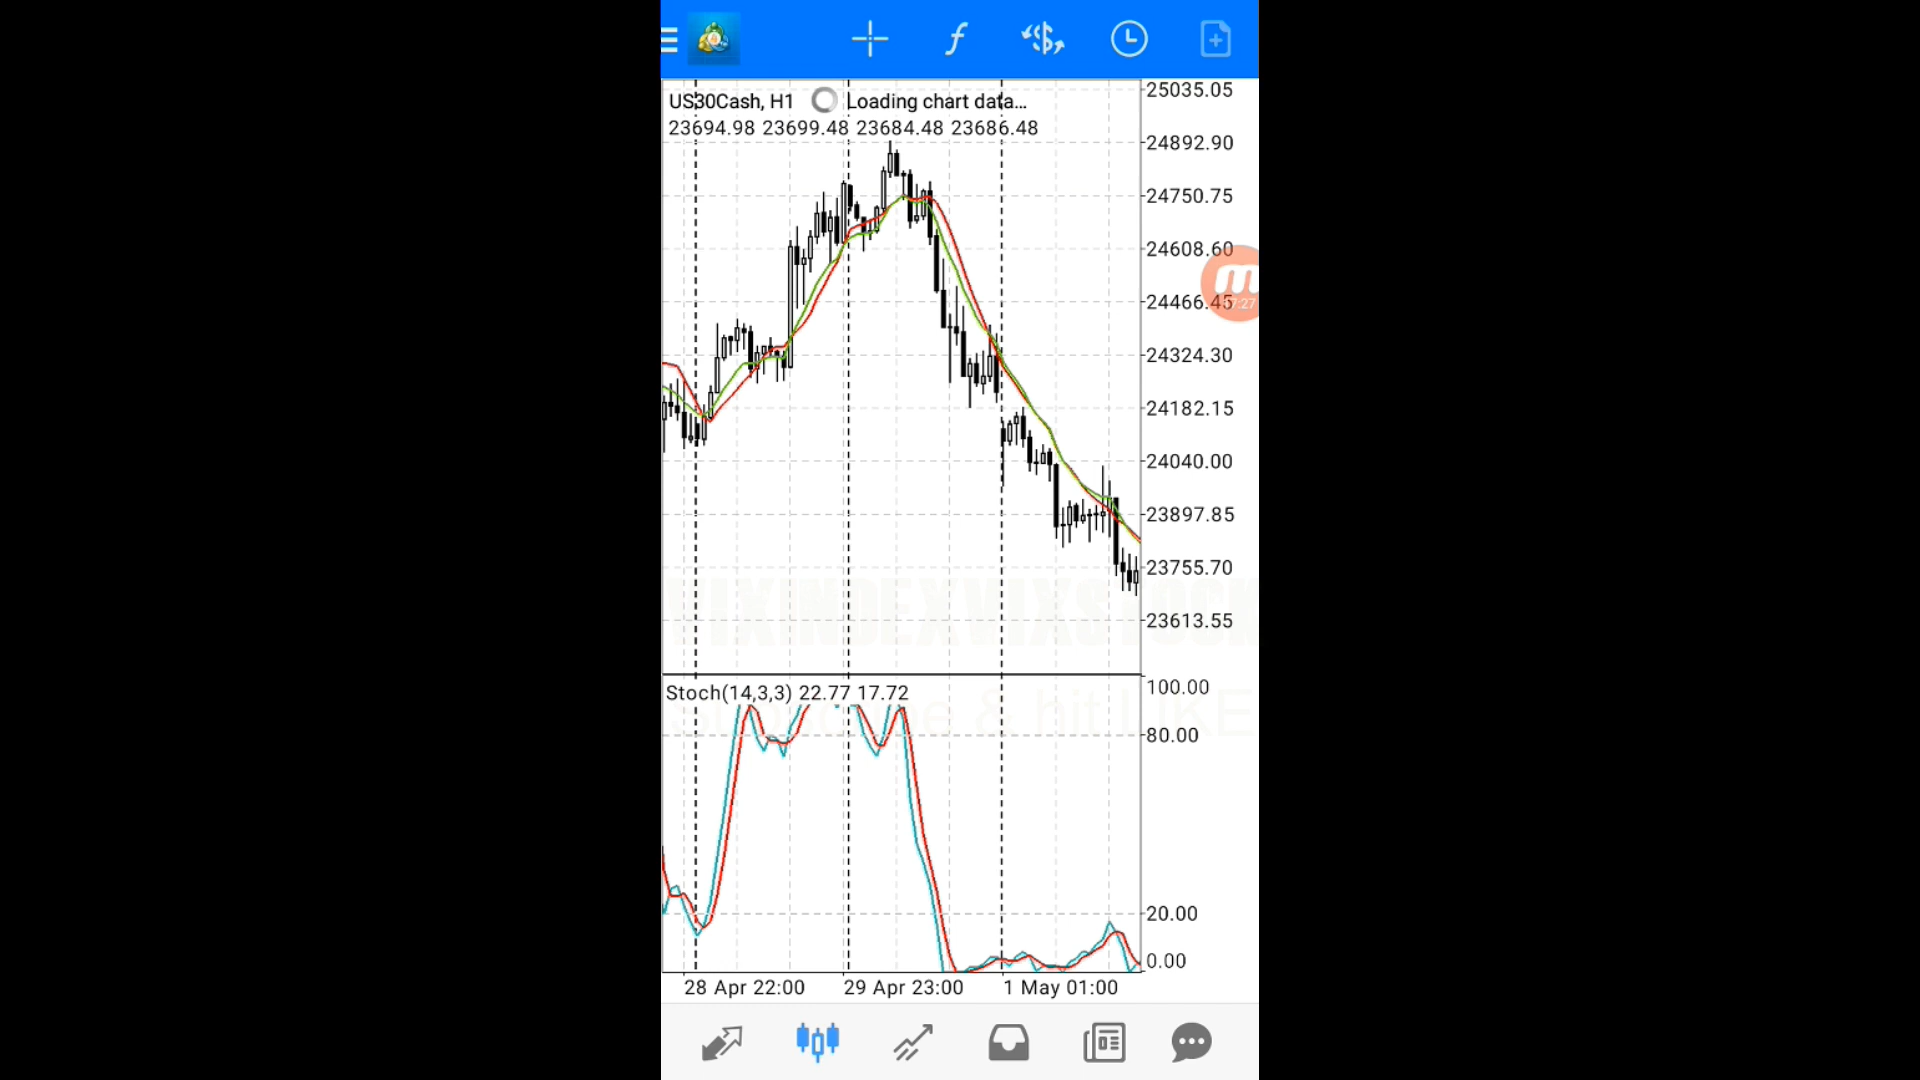 US30Cash, H1 Loading chart data...
23694.98 23699.48 23684.48 23686.48
25035.05
24892.90
24750.75
24608.60
24466.45
24324.30
24182.15
24040.00
23897.85
23755.70
23613.55
VIXINDEXVIXSTOCK
Stoch(14,3,3) 22.77 17.72
& hit LIKE
100.00
80.00
20.00
0.00
28 Apr 22:00 29 Apr 23:00 1 May 01:00